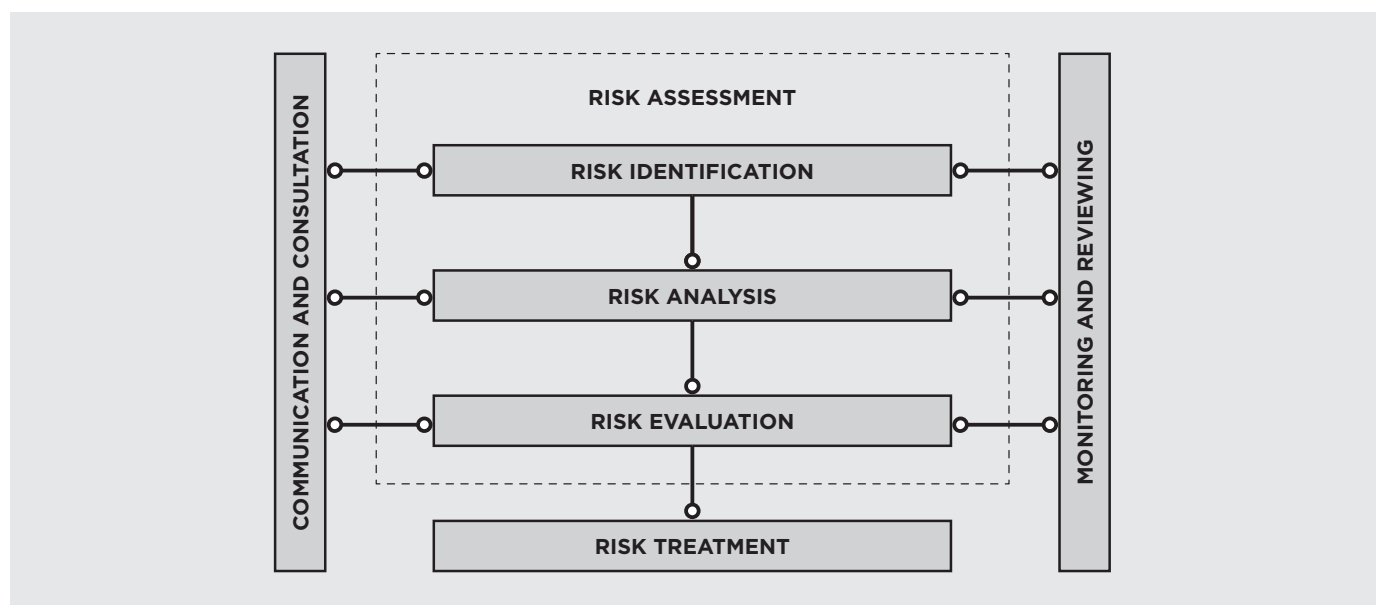 COMMUNICATION AND CONSULTATION
RISK ASSESSMENT
RISK IDENTIFICATION
RISK ANALYSIS
RISK EVALUATION
RISK TREATMENT
MONITORING AND REVIEWING